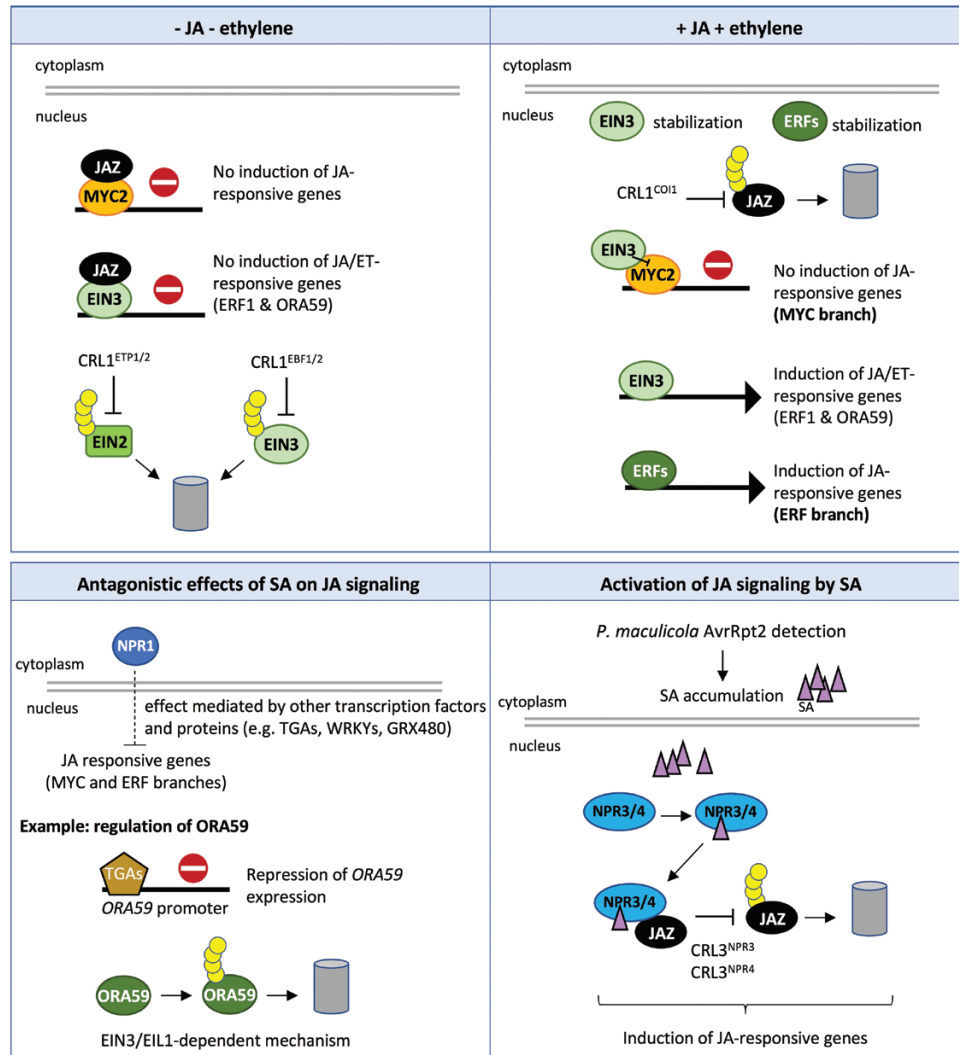 - JA - ethylene
cytoplasm
nucleus
JAZ
MYC2
No induction of JA-
responsive genes
JAZ
EIN3
No induction of JA/ET-
responsive genes
(ERF1 & ORA59)
CRL1ETP1/2
CRL1EBF1/2
EIN2
EIN3
+ JA + ethylene
cytoplasm
nucleus
EIN3
stabilization
ERFs
stabilization
CRL1COI1
JAZ
EIN3
MYC2
No induction of JA-
responsive genes
(MYC branch)
EIN3
Induction of JA/ET-
responsive genes
(ERF1 & ORA59)
ERFs
Induction of JA-
responsive genes
(ERF branch)
Antagonistic effects of SA on JA signaling
NPR1
cytoplasm
nucleus
effect mediated by other transcription factors
and proteins (e.g. TGAs, WRKYs, GRX480)
JA responsive genes
(MYC and ERF branches)
Example: regulation of ORA59
TGAs
ORA59 promoter
Repression of ORA59
expression
ORA59
ORA59
EIN3/EIL1-dependent mechanism
Activation of JA signaling by SA
P. maculicola AvrRpt2 detection
SA accumulation
SA
cytoplasm
nucleus
NPR3/4
NPR3/4
NPR3/4
JAZ
JAZ
CRL3NPR3
CRL3NPR4
Induction of JA-responsive genes